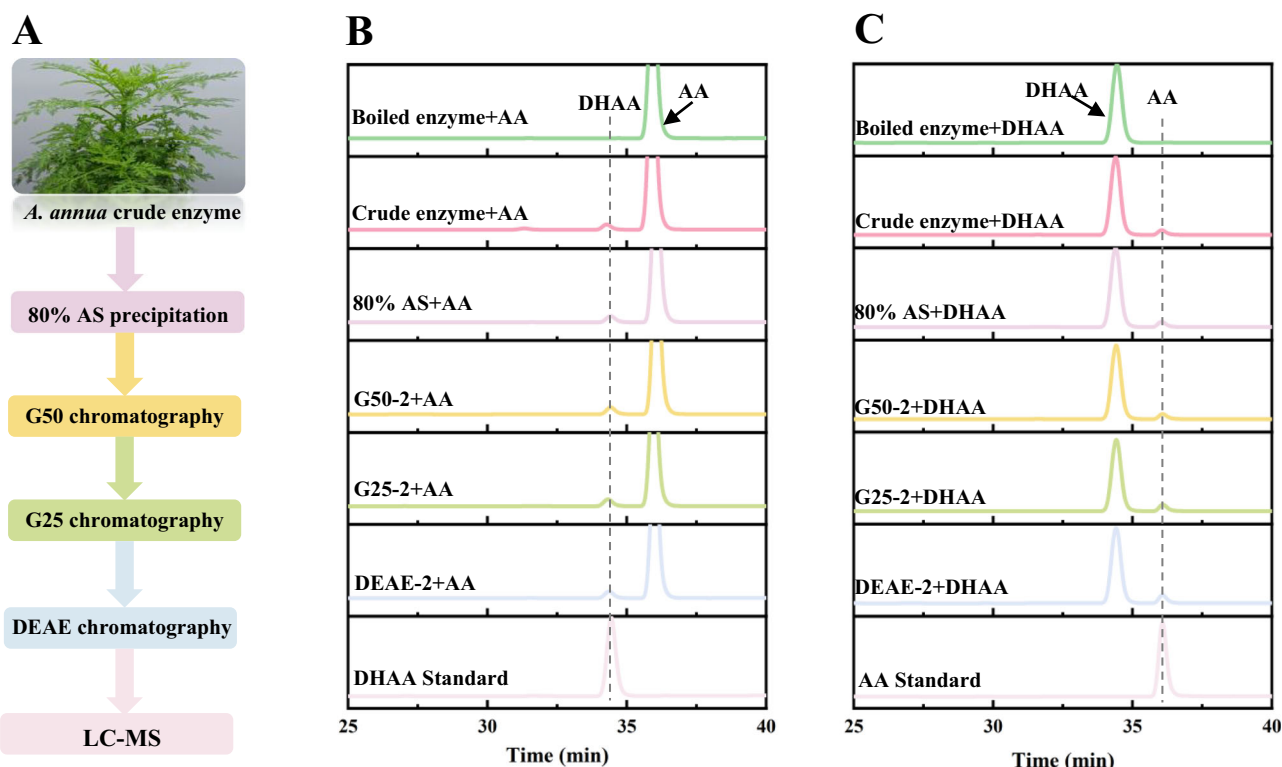 A
A. annua crude enzyme
80% AS precipitation
G50 chromatography
G25 chromatography
DEAE chromatography
LC-MS
B
DHAA
AA
Boiled enzyme+AA
Crude enzyme+AA
80% AS+AA
G50-2+AA
G25-2+AA
DEAE-2+AA
DHAA Standard
25
30
35
40
Time (min)
C
DHAA
AA
Boiled enzyme+DHAA
Crude enzyme+DHAA
80% AS+DHAA
G50-2+DHAA
G25-2+DHAA
DEAE-2+DHAA
AA Standard
25
30
35
40
Time (min)